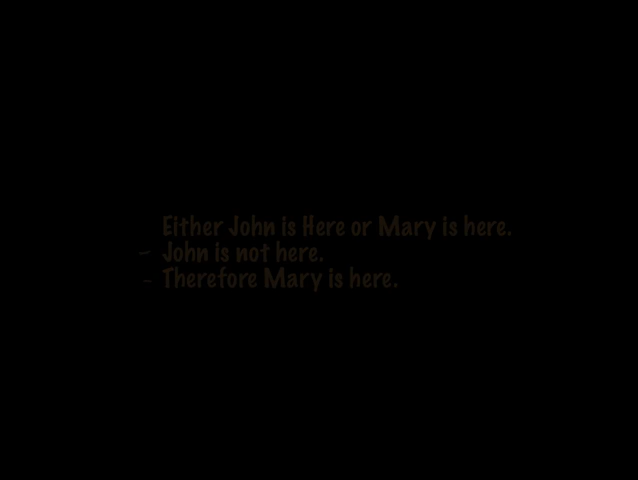 Either John is Here or Mary is here.
- John is not here.
- Therefore Mary is here.